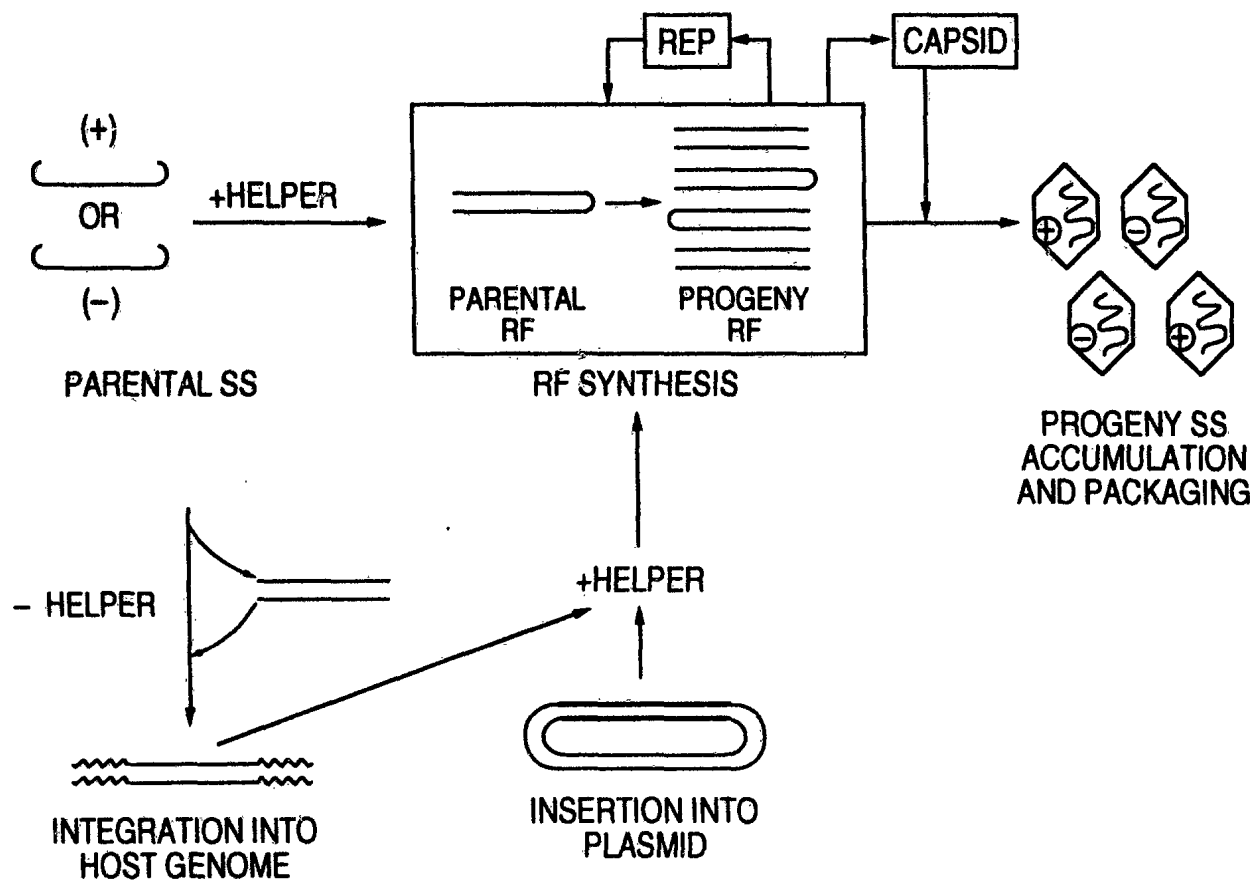 REP
CAPSID
(+)
OR
(−)
+HELPER
PARENTAL SS
PARENTAL
RF
PROGENY
RF
RF SYNTHESIS
+
−
−
+
PROGENY SS
ACCUMULATION
AND PACKAGING
− HELPER
+HELPER
INTEGRATION INTO
HOST GENOME
INSERTION INTO
PLASMID